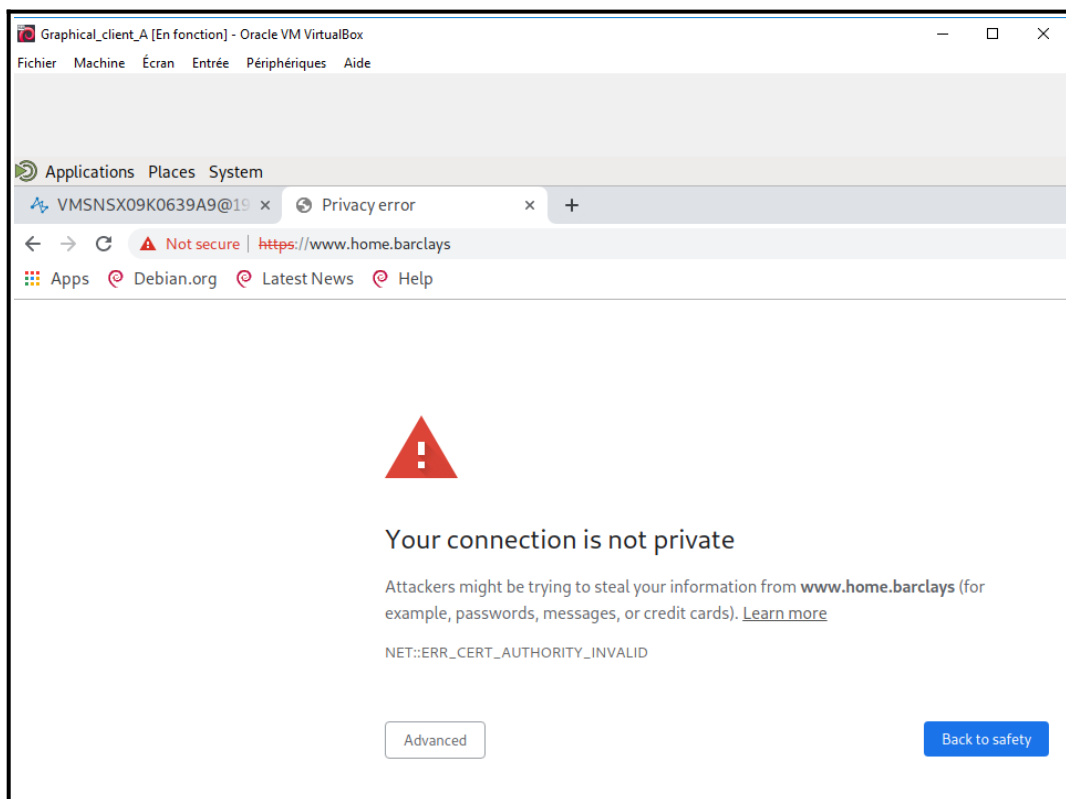 Graphical_client_A [En fonction] - Oracle VM VirtualBox
Fichier Machine Écran Entrée Périphériques Aide
Applications Places System
VMSNSX09K0639A9@19 Privacy error
Not secure https://www.home.barclays
Apps Debian.org Latest News Help
Your connection is not private
Attackers might be trying to steal your information from www.home.barclays (for
example, passwords, messages, or credit cards). Learn more
NET::ERR_CERT_AUTHORITY_INVALID
Advanced Back to safety